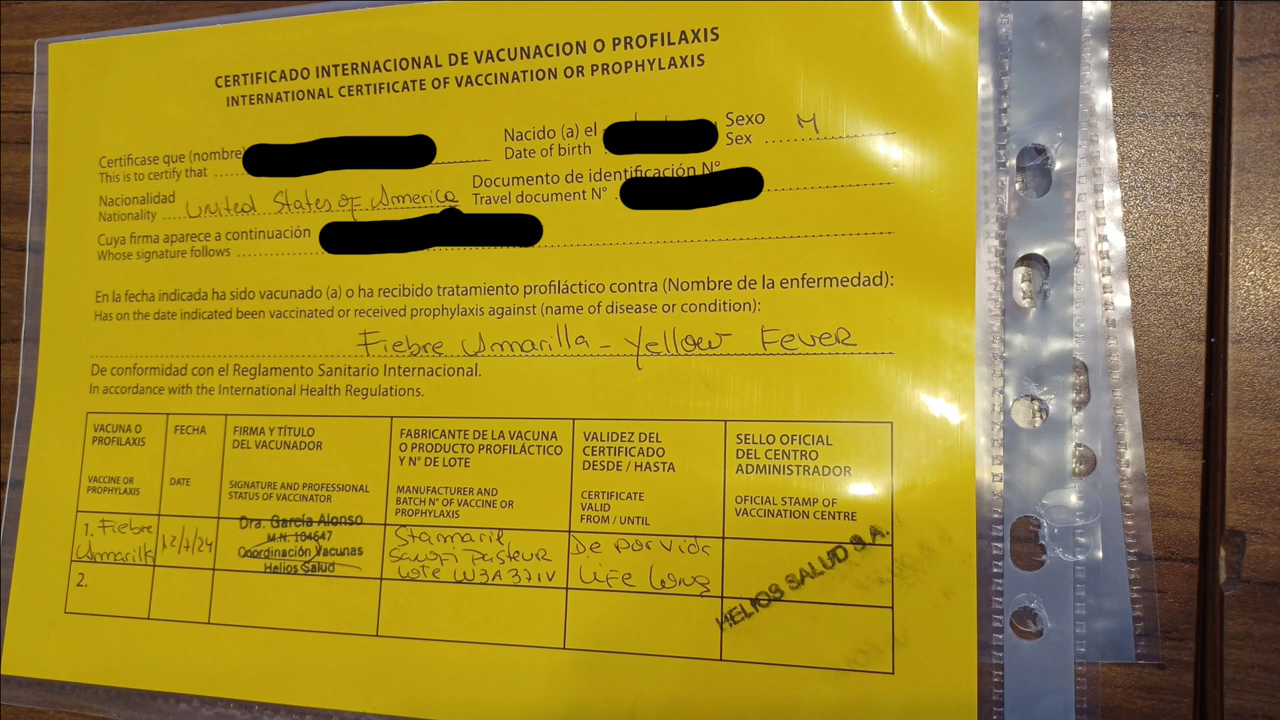 CERTIFICADO INTERNACIONAL DE VACUNACION O PROFILAXIS
INTERNATIONAL CERTIFICATE OF VACCINATION OR PROPHYLAXIS
Certificase que (nombre)
This is to certify that
Nacido (a) el
Date of birth
Sexo
Sex M
Nacionalidad
Nationality United States of America
Documento de identificación N°
Travel document N°
Cuya firma aparece a continuación
Whose signature follows
En la fecha indicada ha sido vacunado (a) o ha recibido tratamiento profiláctico contra (Nombre de la enfermedad):
Has on the date indicated been vaccinated or received prophylaxis against (name of disease or condition):
Fiebre Amarilla - Yellow Fever
De conformidad con el Reglamento Sanitario Internacional.
In accordance with the International Health Regulations.
VACUNA O
PROFILAXIS
VACCINE OR
PROPHYLAXIS
FECHA
DATE
FIRMA Y TÍTULO
DEL VACUNADOR
SIGNATURE AND PROFESSIONAL
STATUS OF VACCINATOR
FABRICANTE DE LA VACUNA
O PRODUCTO PROFILÁCTICO
Y N° DE LOTE
MANUFACTURER AND
BATCH N° OF VACCINE OR
PROPHYLAXIS
VALIDEZ DEL
CERTIFICADO
DESDE / HASTA
CERTIFICATE
VALID
FROM / UNTIL
SELLO OFICIAL
DEL CENTRO
ADMINISTRADOR
OFICIAL STAMP OF
VACCINATION CENTRE
1. Fiebre
Amarilla
12/7/24
Dra. García Alonso
M.N. 104647
Coordinación Vacunas
Helios Salud
Stamaril
Sanofi Pasteur
Lote W3A371V
De por vida
Life Long
HELIOS SALUD S.A.
2.